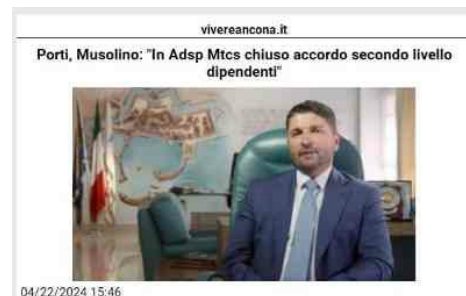 vivereancona.it
Porti, Musolino: "In Adsp Mtcs chiuso accordo secondo livello
dipendenti"
04/22/2024 15:46